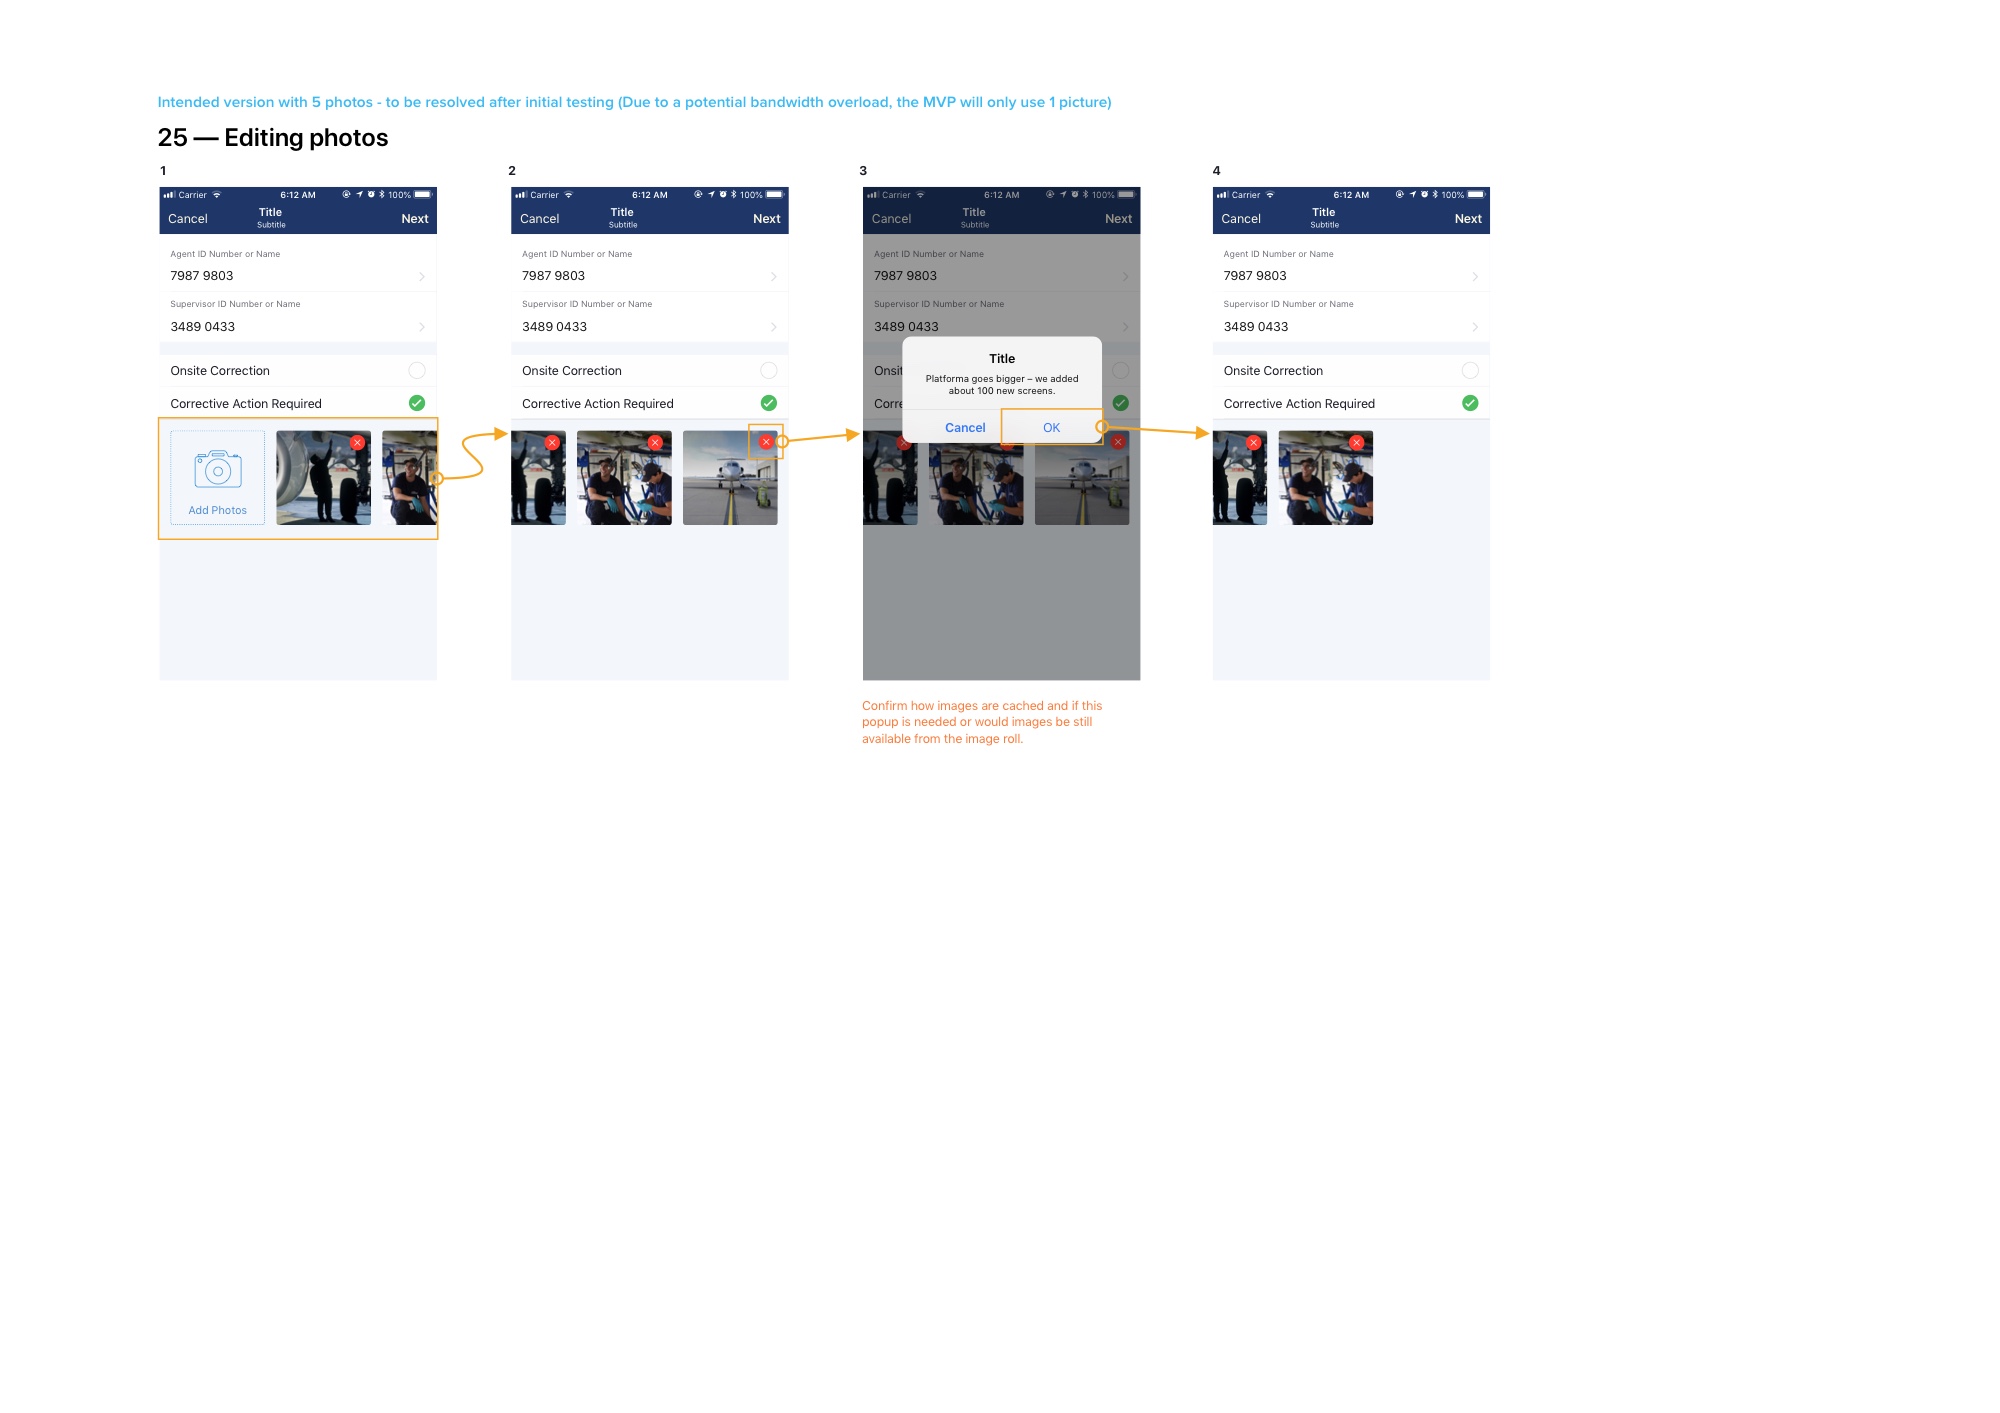 Intended version with 5 photos - to be resolved after initial testing (Due to a potential bandwidth overload, the MVP will only use 1 picture)
25 — Editing photos
1
Carrier 6:12 AM 100%
Cancel Title Next
Subtitle
Agent ID Number or Name
7987 9803
Supervisor ID Number or Name
3489 0433
Onsite Correction
Corrective Action Required
Add Photos
2
Carrier 6:12 AM 100%
Cancel Title Next
Subtitle
Agent ID Number or Name
7987 9803
Supervisor ID Number or Name
3489 0433
Onsite Correction
Corrective Action Required
3
Carrier 6:12 AM 100%
Cancel Title Next
Subtitle
Agent ID Number or Name
7987 9803
Supervisor ID Number or Name
3489 0433
Onsit
Corre
Title
Platforma goes bigger – we added
about 100 new screens.
Cancel OK
Confirm how images are cached and if this
popup is needed or would images be still
available from the image roll.
4
Carrier 6:12 AM 100%
Cancel Title Next
Subtitle
Agent ID Number or Name
7987 9803
Supervisor ID Number or Name
3489 0433
Onsite Correction
Corrective Action Required